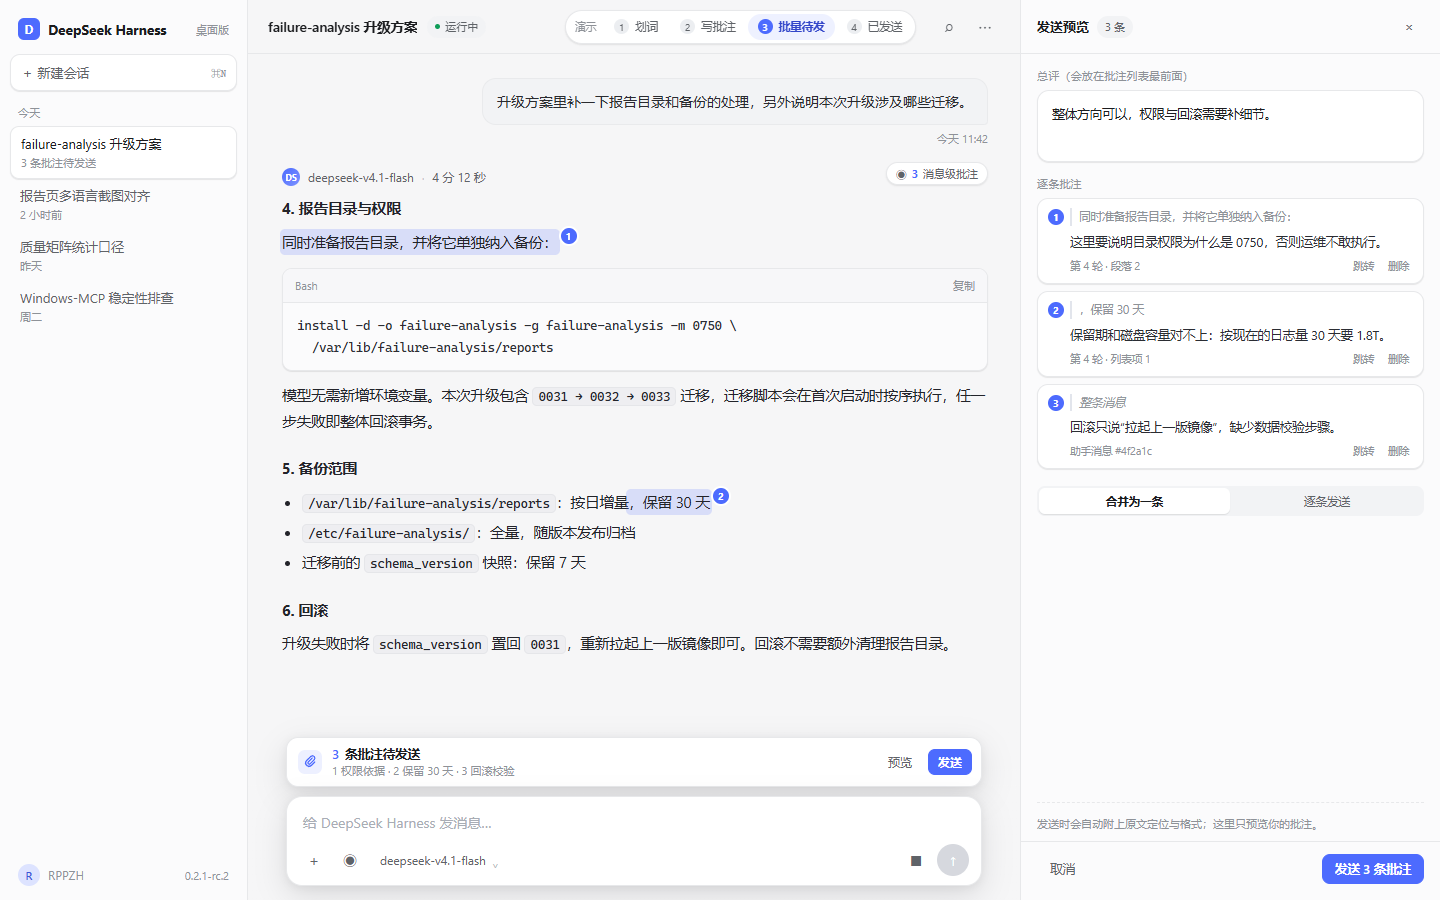 D DeepSeek Harness 桌面版
+ 新建会话 ⌘N
今天
failure-analysis 升级方案
3 条批注待发送
报告页多语言截图对齐
2 小时前
质量矩阵统计口径
昨天
Windows-MCP 稳定性排查
周二
R RPPZH 0.2.1-rc.2
failure-analysis 升级方案 运行中
演示 1 划词 2 写批注 3 批量待发 4 已发送
升级方案里补一下报告目录和备份的处理，另外说明本次升级涉及哪些迁移。
今天 11:42
DS deepseek-v4.1-flash · 4 分 12 秒
3 消息级批注
4. 报告目录与权限
同时准备报告目录，并将它单独纳入备份： 1
Bash 复制
install -d -o failure-analysis -g failure-analysis -m 0750 \
/var/lib/failure-analysis/reports
模型无需新增环境变量。本次升级包含 0031 → 0032 → 0033 迁移，迁移脚本会在首次启动时按序执行，任一
步失败即整体回滚事务。
5. 备份范围
• /var/lib/failure-analysis/reports ：按日增量，保留 30 天 2
• /etc/failure-analysis/ ：全量，随版本发布归档
• 迁移前的 schema_version 快照：保留 7 天
6. 回滚
升级失败时将 schema_version 置回 0031 ，重新拉起上一版镜像即可。回滚不需要额外清理报告目录。
3 条批注待发送
1 权限依据 · 2 保留 30 天 · 3 回滚校验
预览 发送
给 DeepSeek Harness 发消息...
+ deepseek-v4.1-flash
发送预览 3 条 ×
总评（会放在批注列表最前面）
整体方向可以，权限与回滚需要补细节。
逐条批注
1 同时准备报告目录，并将它单独纳入备份：
这里要说明目录权限为什么是 0750，否则运维不敢执行。
第 4 轮 · 段落 2 跳转 删除
2 ，保留 30 天
保留期和磁盘容量对不上：按现在的日志量 30 天要 1.8T。
第 4 轮 · 列表项 1 跳转 删除
3 整条消息
回滚只说“拉起上一版镜像”，缺少数据校验步骤。
助手消息 #4f2a1c 跳转 删除
合并为一条 逐条发送
发送时会自动附上原文定位与格式；这里只预览你的批注。
取消 发送 3 条批注